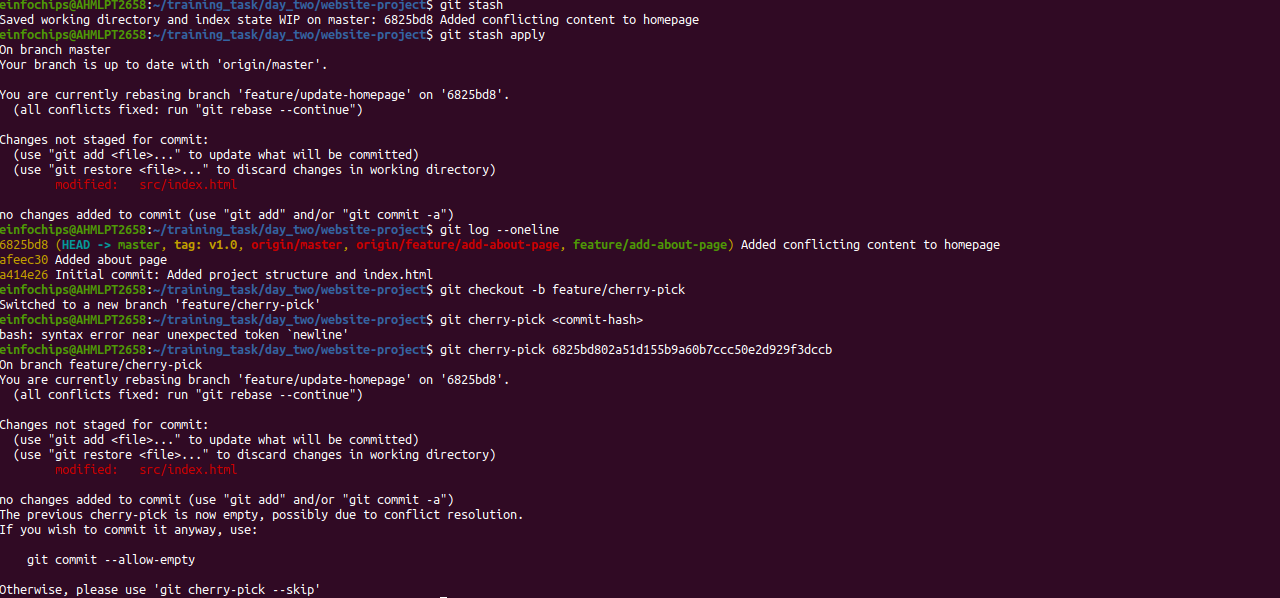 einfochips@AHMLPT2658:~/training_task/day_two/website-project$ git stash
Saved working directory and index state WIP on master: 6825bd8 Added conflicting content to homepage
einfochips@AHMLPT2658:~/training_task/day_two/website-project$ git stash apply
On branch master
Your branch is up to date with 'origin/master'.
You are currently rebasing branch 'feature/update-homepage' on '6825bd8'.
(all conflicts fixed: run "git rebase --continue")
Changes not staged for commit:
(use "git add <file>..." to update what will be committed)
(use "git restore <file>..." to discard changes in working directory)
modified: src/index.html
no changes added to commit (use "git add" and/or "git commit -a")
einfochips@AHMLPT2658:~/training_task/day_two/website-project$ git log --oneline
6825bd8 (HEAD -> master, tag: v1.0, origin/master, origin/feature/add-about-page, feature/add-about-page) Added conflicting content to homepage
afeec30 Added about page
a414e26 Initial commit: Added project structure and index.html
einfochips@AHMLPT2658:~/training_task/day_two/website-project$ git checkout -b feature/cherry-pick
Switched to a new branch 'feature/cherry-pick'
einfochips@AHMLPT2658:~/training_task/day_two/website-project$ git cherry-pick <commit-hash>
bash: syntax error near unexpected token `newline'
einfochips@AHMLPT2658:~/training_task/day_two/website-project$ git cherry-pick 6825bd802a51d155b9a60b7ccc50e2d929f3dccb
On branch feature/cherry-pick
You are currently rebasing branch 'feature/update-homepage' on '6825bd8'.
(all conflicts fixed: run "git rebase --continue")
Changes not staged for commit:
(use "git add <file>..." to update what will be committed)
(use "git restore <file>..." to discard changes in working directory)
modified: src/index.html
no changes added to commit (use "git add" and/or "git commit -a")
The previous cherry-pick is now empty, possibly due to conflict resolution.
If you wish to commit it anyway, use:
git commit --allow-empty
Otherwise, please use 'git cherry-pick --skip'